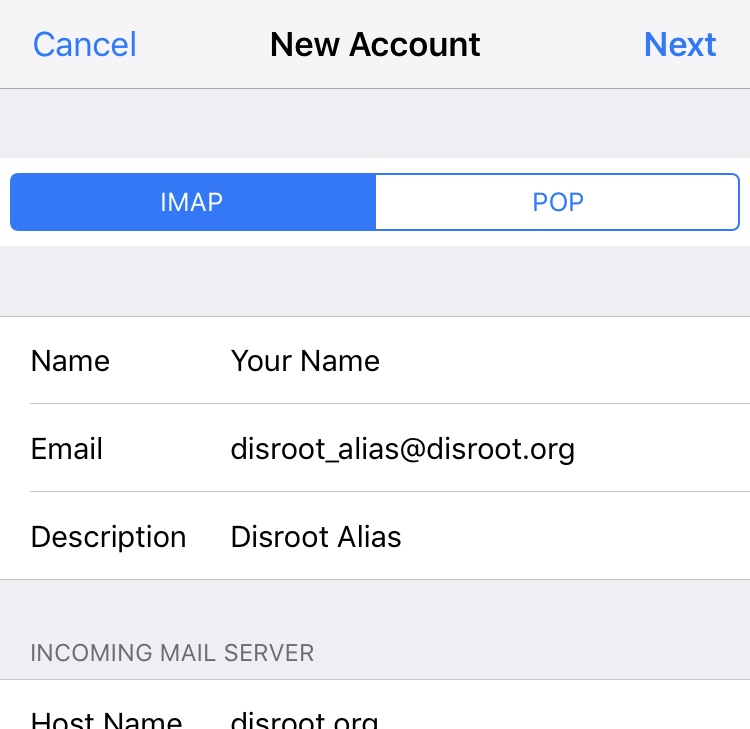 Cancel New Account Next
IMAP POP
Name Your Name
Email disroot_alias@disroot.org
Description Disroot Alias
INCOMING MAIL SERVER
Host Name disroot.org